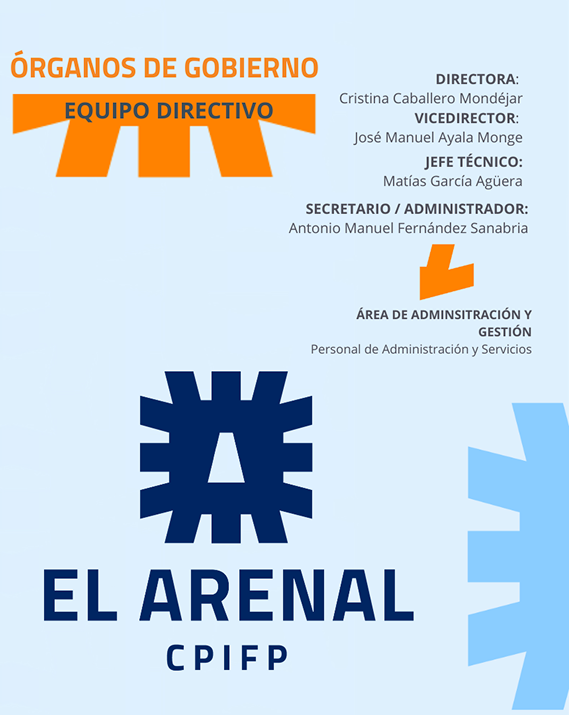 ÓRGANOS DE GOBIERNO
EQUIPO DIRECTIVO
DIRECTORA:
Cristina Caballero Mondéjar
VICEDIRECTOR:
José Manuel Ayala Monge
JEFE TÉCNICO:
Matías García Agüera
SECRETARIO / ADMINISTRADOR:
Antonio Manuel Fernández Sanabria
ÁREA DE ADMINSITRACIÓN Y
GESTIÓN
Personal de Administración y Servicios
EL ARENAL
CPIFP